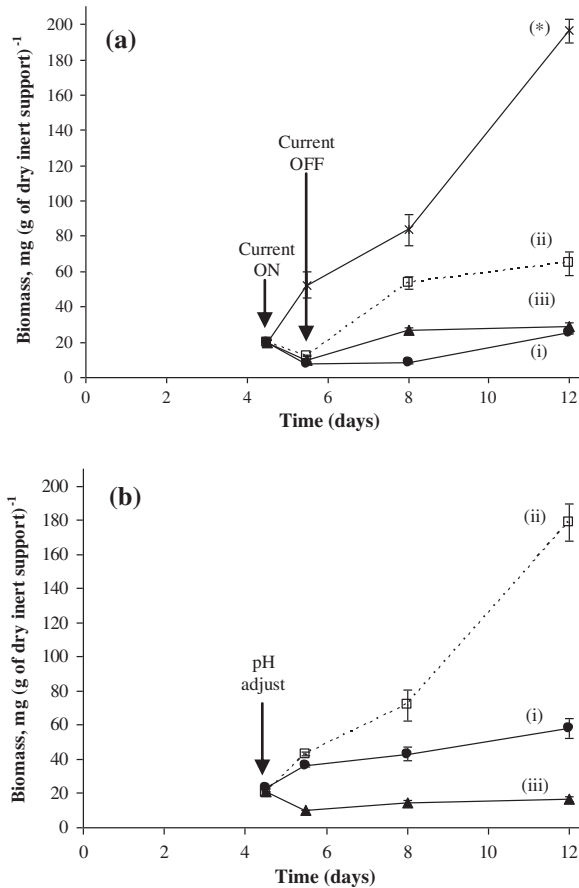 (a)
200
180
160
140
120
100
80
60
40
20
0
Biomass, mg (g of dry inert support)-1
Current
ON
Current
OFF
(*)
(ii)
(iii)
(i)
0 2 4 6 8 10 12
Time (days)
(b)
200
180
160
140
120
100
80
60
40
20
0
Biomass, mg (g of dry inert support)-1
pH
adjust
(ii)
(i)
(iii)
0 2 4 6 8 10 12
Time (days)